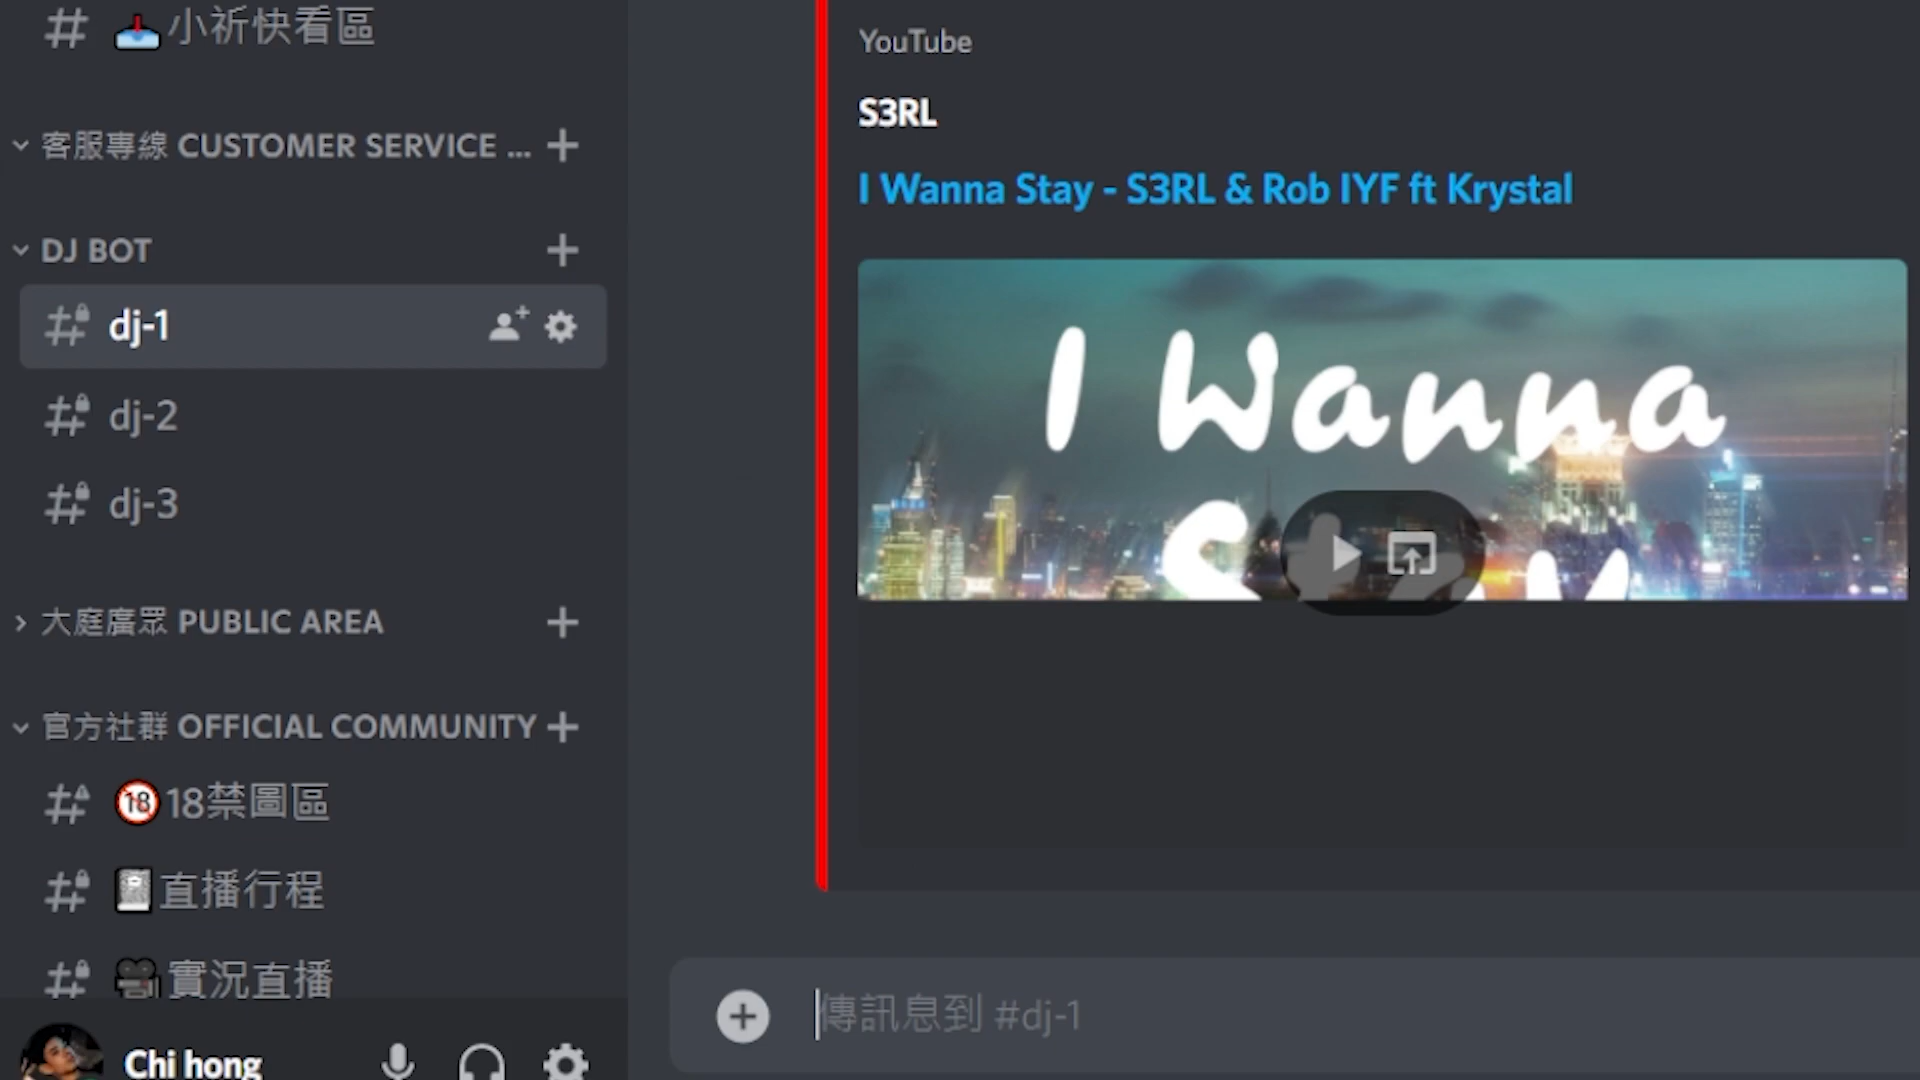 # 小祈快看區
客服專線 CUSTOMER SERVICE ...
DJ BOT
dj-1
dj-2
dj-3
大庭廣眾 PUBLIC AREA
官方社群 OFFICIAL COMMUNITY
18禁圖區
直播行程
實況直播
Chi hong
YouTube
S3RL
I Wanna Stay - S3RL & Rob IYF ft Krystal
I Wanna
Stay
傳訊息到 #dj-1